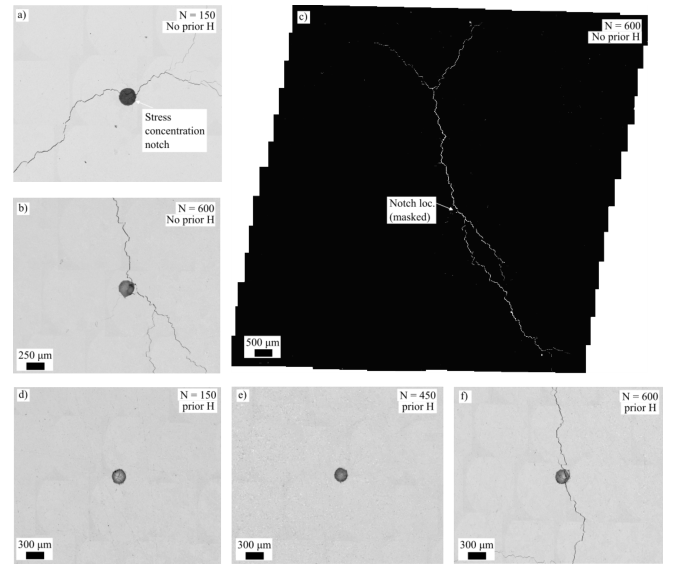 a)
N = 150
No prior H
Stress
concentration
notch
b)
N = 600
No prior H
250 µm
c)
N = 600
No prior H
Notch loc.
(masked)
500 µm
d)
N = 150
prior H
300 µm
e)
N = 450
prior H
300 µm
f)
N = 600
prior H
300 µm